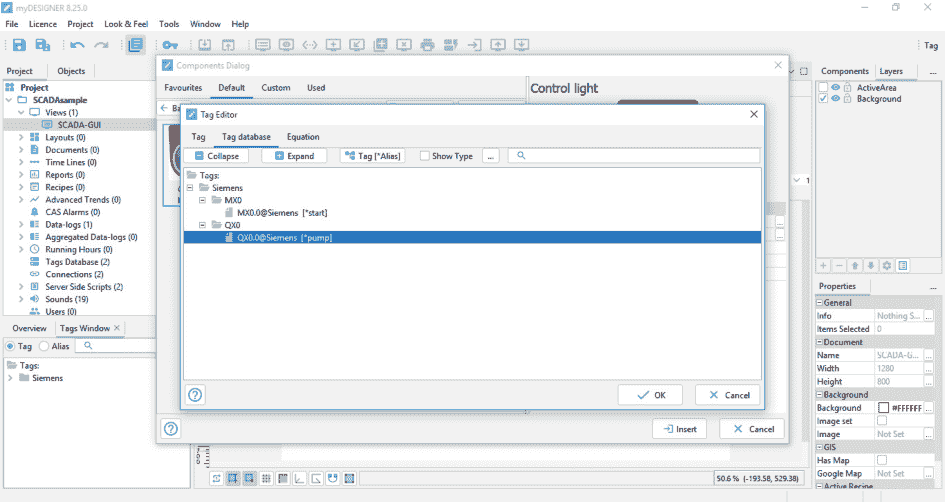 myDESIGNER 8.25.0
File Licence Project Look & Feel Tools Window Help
Tag
Project Objects
Components Dialog
Components Layers ...
Project
SCADAsample
Views (1)
SCADA-GUI
Layouts (0)
Documents (0)
Time Lines (0)
Reports (0)
Recipes (0)
Advanced Trends (0)
CAS Alarms (0)
Data-logs (1)
Aggregated Data-logs (0)
Running Hours (0)
Tags Database (2)
Connections (2)
Server Side Scripts (2)
Sounds (19)
Users (0)
Favourites Default Custom Used
Control light
Tag Editor
Tag Tag database Equation
Collapse Expand Tag [*Alias] Show Type ...
Tags:
Siemens
MX0
MX0.0@Siemens [*start]
QX0
QX0.0@Siemens [*pump]
OK Cancel
Insert Cancel
ActiveArea
Background
1
Overview Tags Window
Tag Alias
Tags:
Siemens
Properties ...
General
Info Nothing S... ...
Items Selected 0
Document
Name SCADA-G... ...
Width 1280 ...
Height 800 ...
Background
Background #FFFFFF ...
Image set
Image Not Set ...
GIS
Has Map
Google Map Not Set ...
Active Recipe
50.6 % (-193.58, 529.38)